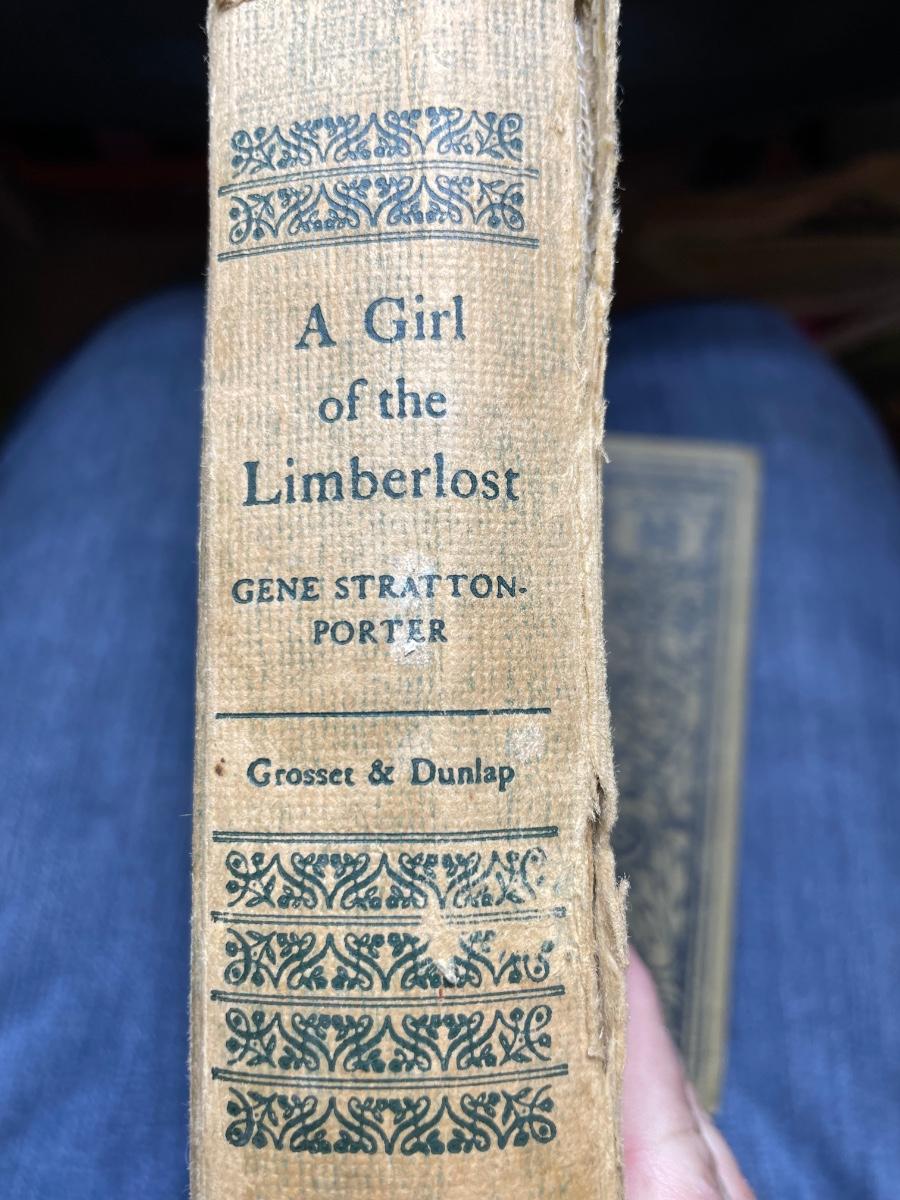 A Girl
of the
Limberlost
GENE STRATTON-
PORTER
Grosset & Dunlap